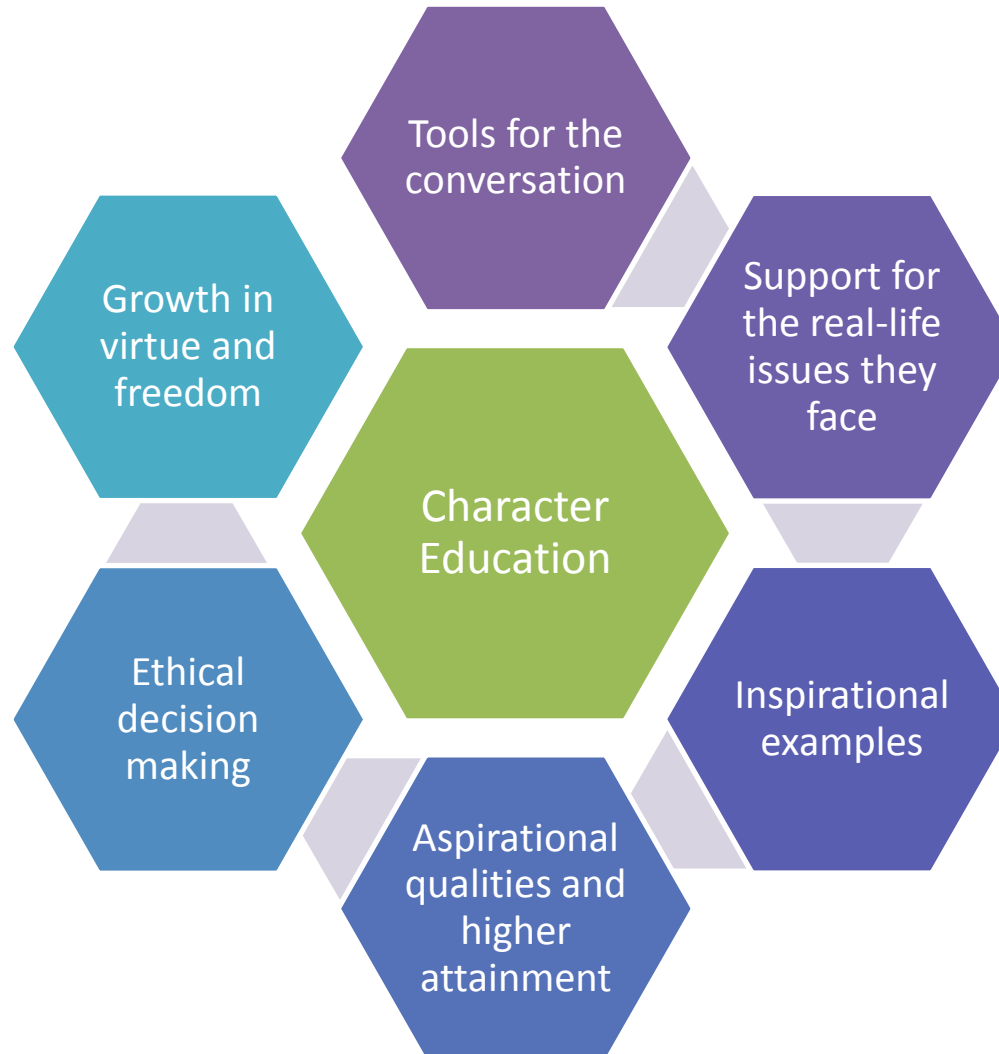 Tools for the
conversation
Support for
the real-life
issues they
face
Inspirational
examples
Aspirational
qualities and
higher
attainment
Ethical
decision
making
Growth in
virtue and
freedom
Character
Education